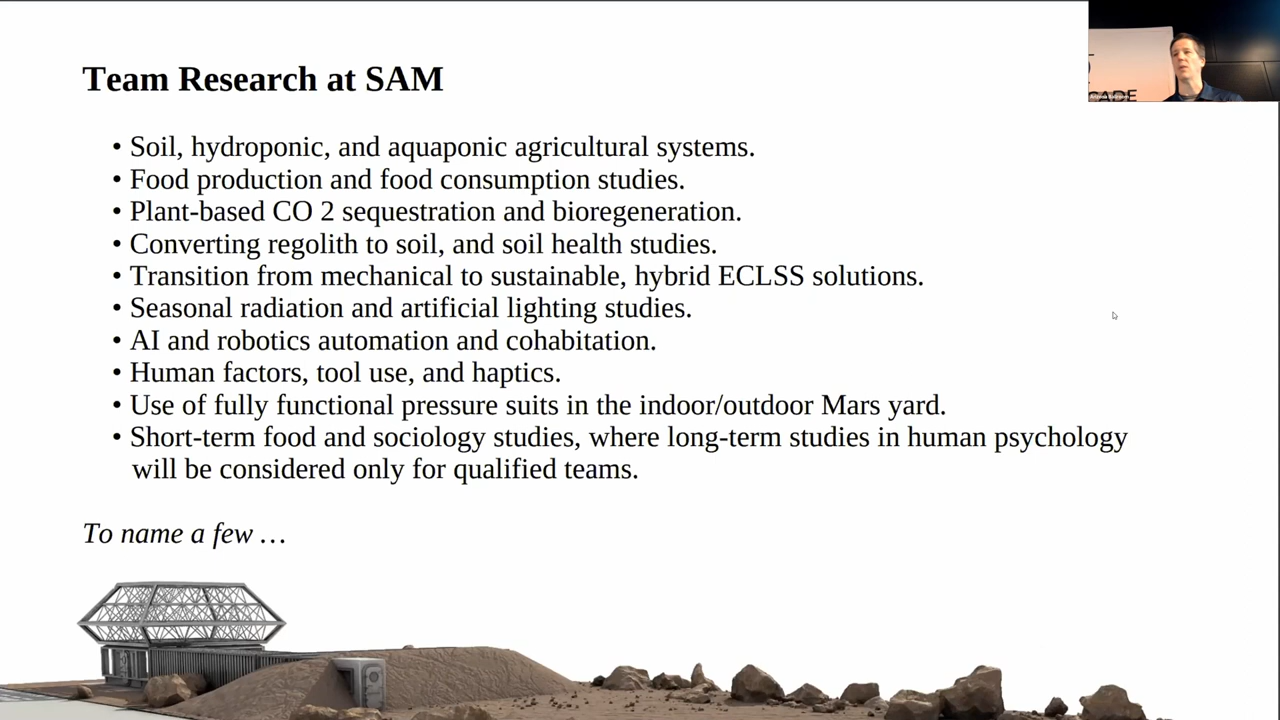 Team Research at SAM
• Soil, hydroponic, and aquaponic agricultural systems.
• Food production and food consumption studies.
• Plant-based CO 2 sequestration and bioregeneration.
• Converting regolith to soil, and soil health studies.
• Transition from mechanical to sustainable, hybrid ECLSS solutions.
• Seasonal radiation and artificial lighting studies.
• AI and robotics automation and cohabitation.
• Human factors, tool use, and haptics.
• Use of fully functional pressure suits in the indoor/outdoor Mars yard.
• Short-term food and sociology studies, where long-term studies in human psychology
will be considered only for qualified teams.
To name a few …